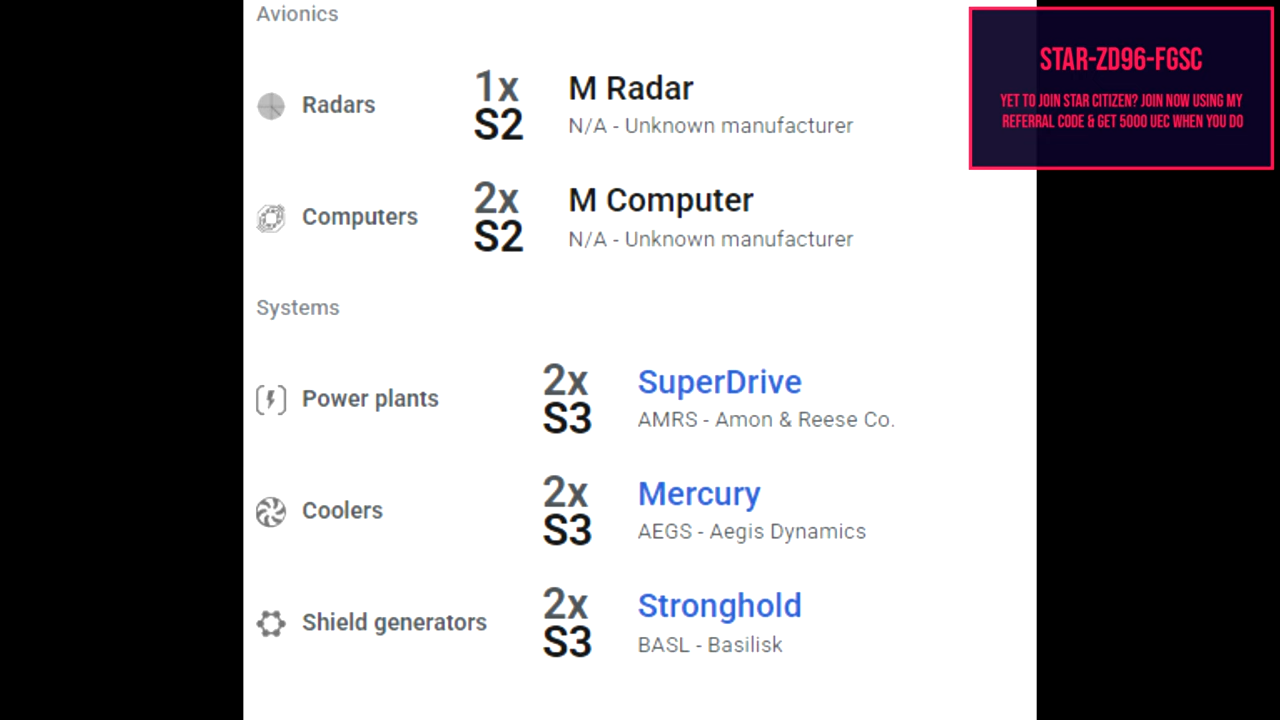 Avionics
Radars
1x
S2
M Radar
N/A - Unknown manufacturer
Computers
2x
S2
M Computer
N/A - Unknown manufacturer
Systems
Power plants
2x
S3
SuperDrive
AMRS - Amon & Reese Co.
Coolers
2x
S3
Mercury
AEGS - Aegis Dynamics
Shield generators
2x
S3
Stronghold
BASL - Basilisk
STAR-ZD96-FGSC
YET TO JOIN STAR CITIZEN? JOIN NOW USING MY
REFERRAL CODE & GET 5000 UEC WHEN YOU DO